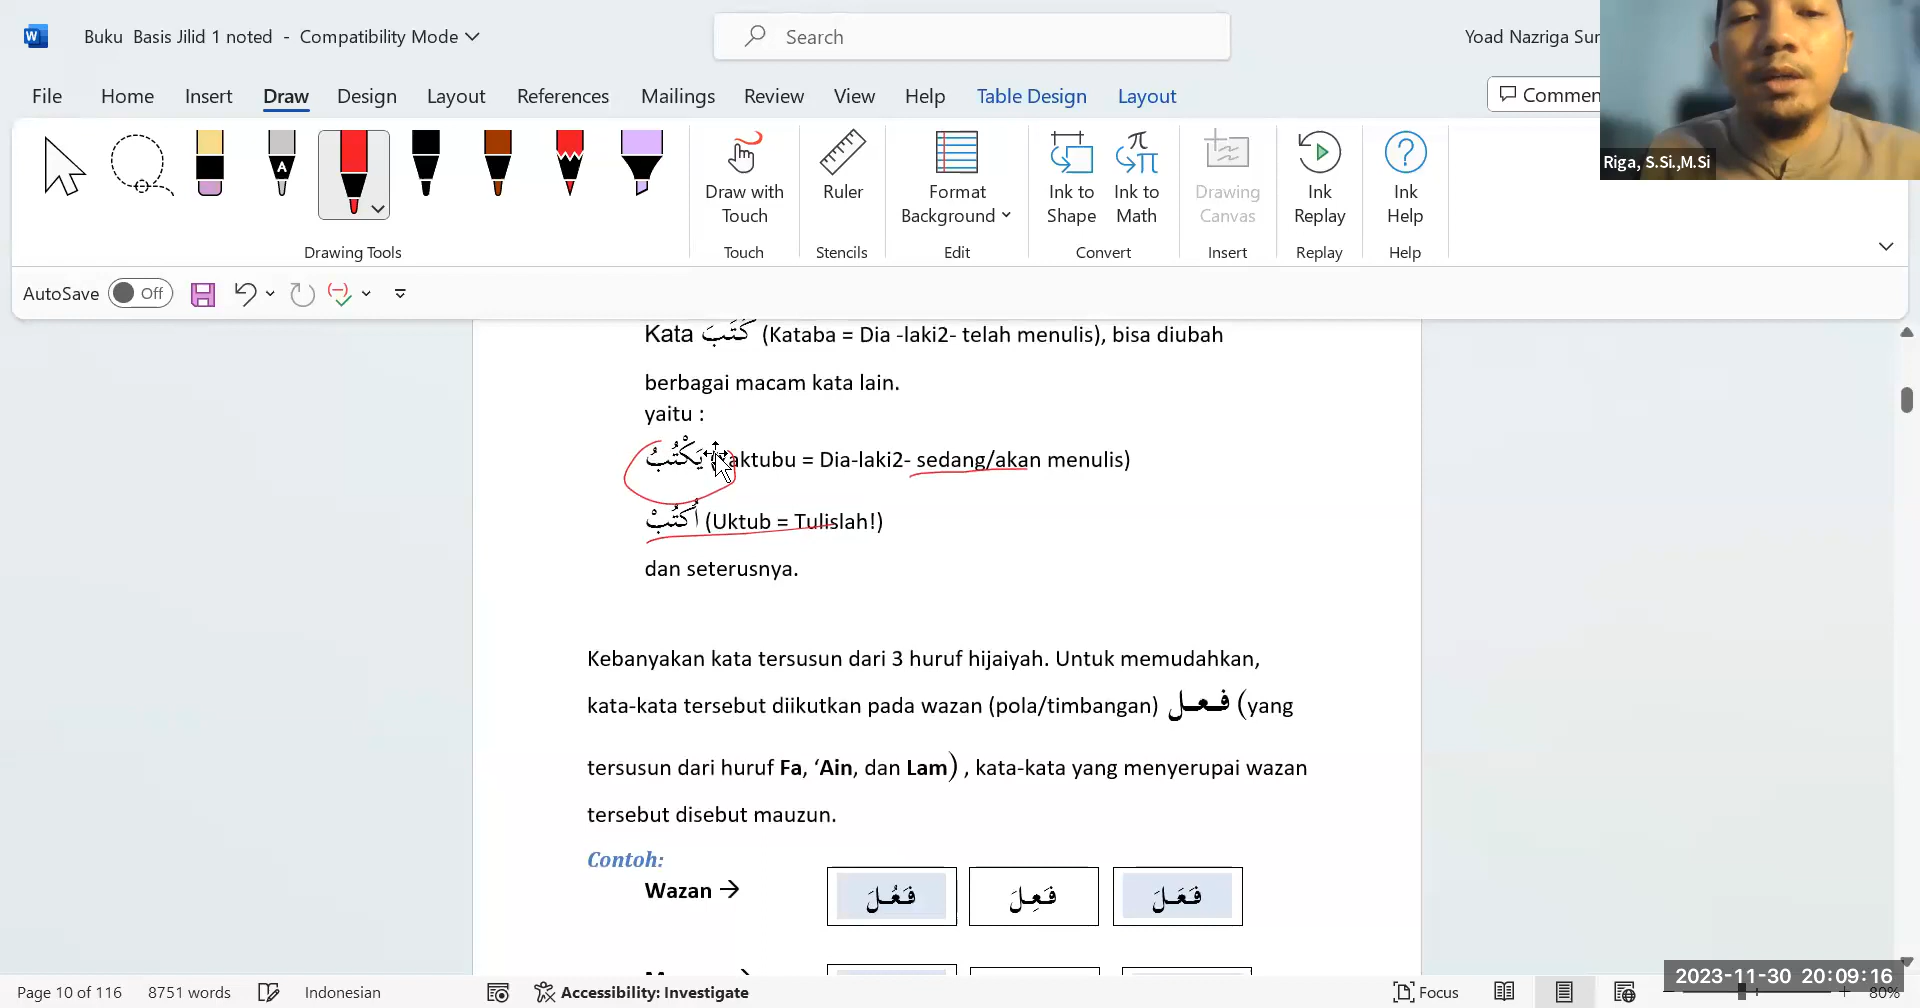 Buku Basis Jilid 1 noted - Compatibility Mode
Search
Yoad Nazriga Sur
File Home Insert Draw Design Layout References Mailings Review View Help Table Design Layout
Commen
Riga, S.Si.,M.Si
Draw with Touch
Ruler
Format Background
Ink to Shape
Ink to Math
Drawing Canvas
Ink Replay
Ink Help
Drawing Tools Touch Stencils Edit Convert Insert Replay Help
AutoSave Off
Kata كَتَبَ (Kataba = Dia -laki2- telah menulis), bisa diubah
berbagai macam kata lain.
yaitu :
يَكْتُبُ (Yaktubu = Dia-laki2- sedang/akan menulis)
اُكْتُبْ (Uktub = Tulislah!)
dan seterusnya.
Kebanyakan kata tersusun dari 3 huruf hijaiyah. Untuk memudahkan,
kata-kata tersebut diikutkan pada wazan (pola/timbangan) فعل (yang
tersusun dari huruf Fa, ‘Ain, dan Lam) , kata-kata yang menyerupai wazan
tersebut disebut mauzun.
Contoh:
Wazan → فَعُلَ فَعِلَ فَعَلَ
2023-11-30 20:09:16
Page 10 of 116 8751 words Indonesian Accessibility: Investigate Focus 80%